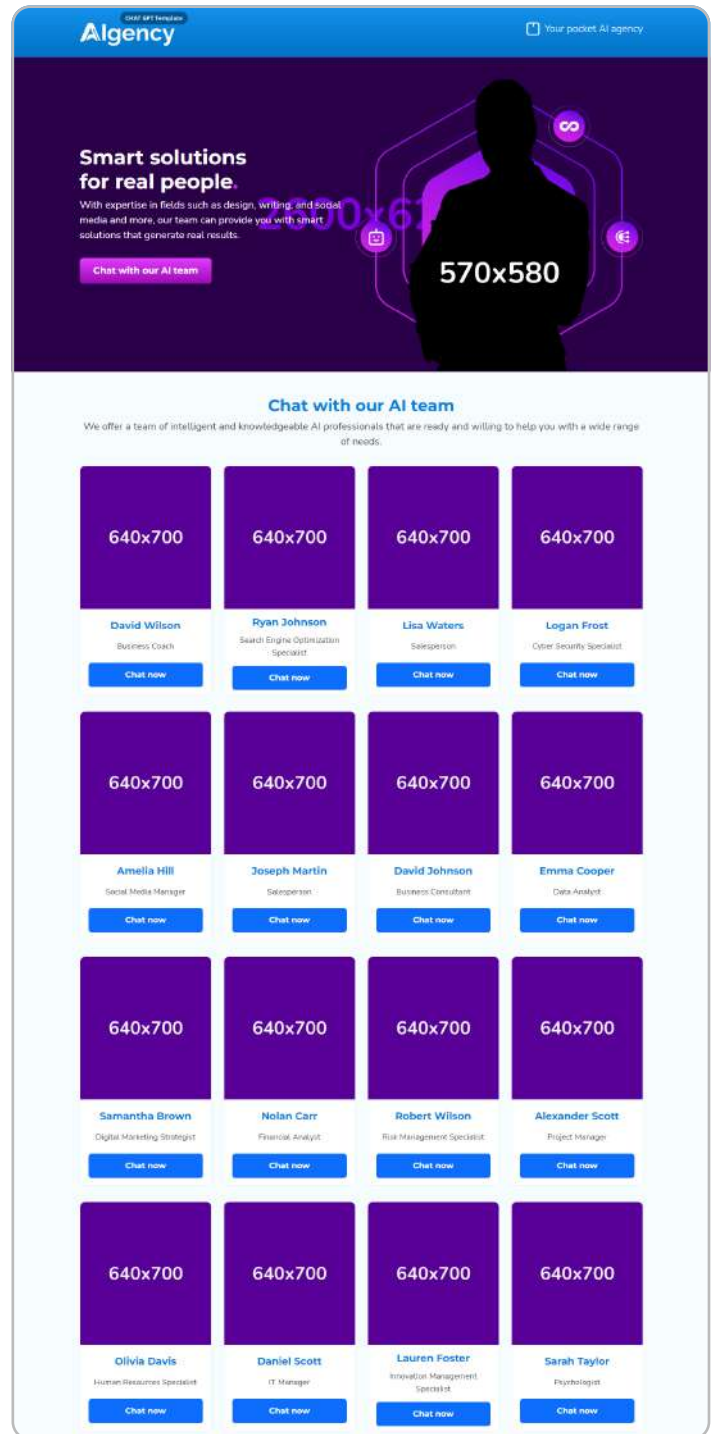 CHAT GPT Template
AIgency
Your pocket AI agency
Smart solutions
for real people.
With expertise in fields such as design, writing, and social
media and more, our team can provide you with smart
solutions that generate real results.
2600x61
Chat with our AI team
570x580
Chat with our AI team
We offer a team of intelligent and knowledgeable AI professionals that are ready and willing to help you with a wide range
of needs.
640x700 640x700 640x700 640x700
David Wilson Ryan Johnson Lisa Waters Logan Frost
Business Coach Search Engine Optimization Salesperson Cyber Security Specialist
Specialist
Chat now Chat now Chat now Chat now
640x700 640x700 640x700 640x700
Amelia Hill Joseph Martin David Johnson Emma Cooper
Social Media Manager Salesperson Business Consultant Data Analyst
Chat now Chat now Chat now Chat now
640x700 640x700 640x700 640x700
Samantha Brown Nolan Carr Robert Wilson Alexander Scott
Digital Marketing Strategist Financial Analyst Risk Management Specialist Project Manager
Chat now Chat now Chat now Chat now
640x700 640x700 640x700 640x700
Olivia Davis Daniel Scott Lauren Foster Sarah Taylor
Human Resources Specialist IT Manager Innovation Management Psychologist
Specialist
Chat now Chat now Chat now Chat now